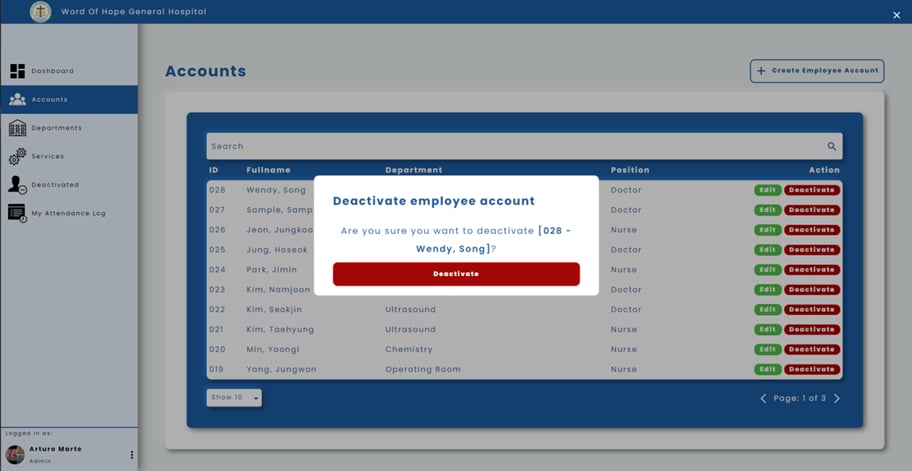 Word Of Hope General Hospital
Dashboard
Accounts
Departments
Services
Deactivated
My Attendance Log
Logged in as:
Arturo Marte
Admin
Accounts
+ Create Employee Account
Search
ID Fullname Department Position Action
028 Wendy, Song Doctor Edit Deactivate
027 Sample, Samp Doctor Edit Deactivate
026 Jeon, Jungkoo Nurse Edit Deactivate
025 Jung, Hoseok Doctor Edit Deactivate
024 Park, Jimin Nurse Edit Deactivate
023 Kim, Namjoon Doctor Edit Deactivate
022 Kim, Seokjin Ultrasound Doctor Edit Deactivate
021 Kim, Taehyung Ultrasound Nurse Edit Deactivate
020 Min, Yoongi Chemistry Nurse Edit Deactivate
019 Yang, Jungwon Operating Room Nurse Edit Deactivate
Show 10
Page: 1 of 3
Deactivate employee account
Are you sure you want to deactivate [028 -
Wendy, Song]?
Deactivate